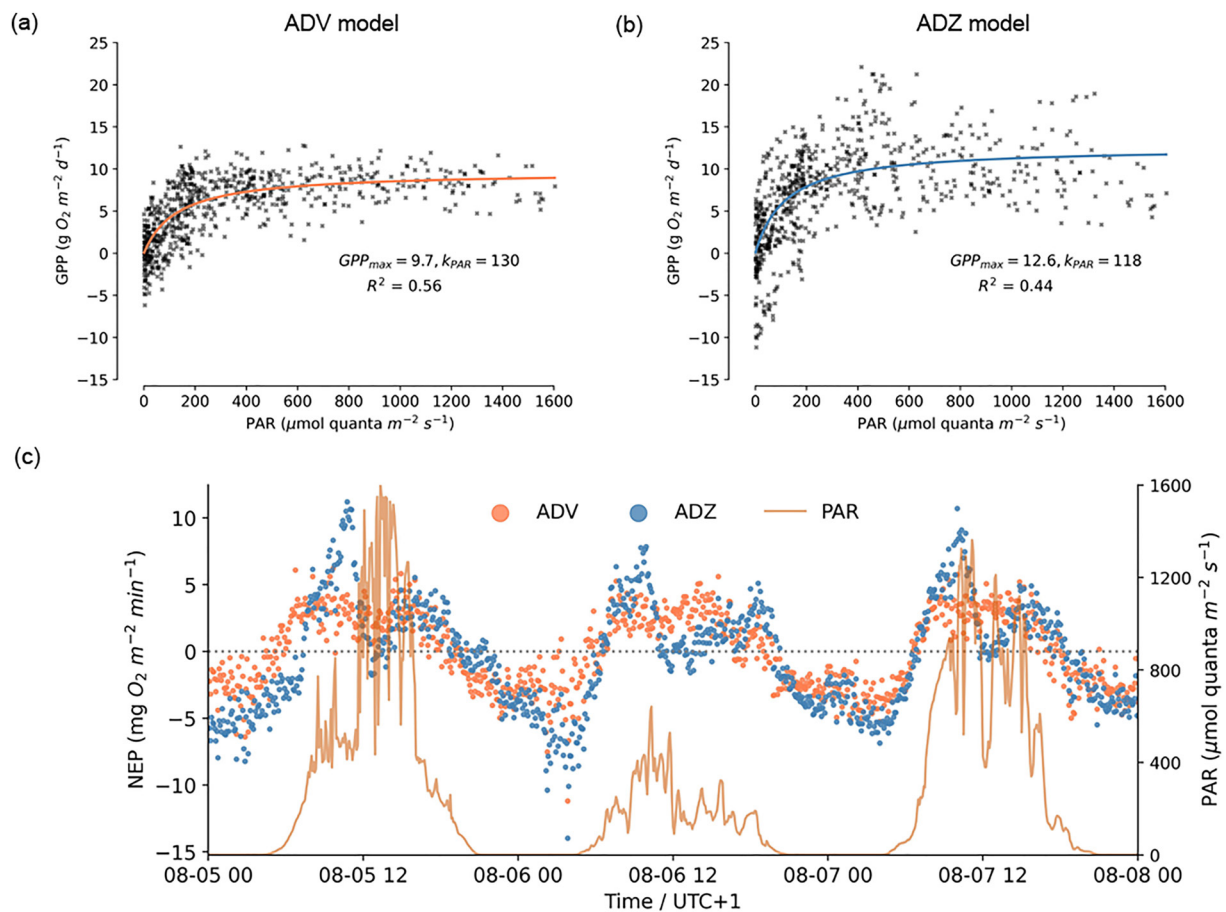 (a)
ADV model
25
20
15
10
5
0
−5
−10
−15
GPP (g O₂ m⁻² d⁻¹)
GPPₘₐₓ = 9.7, k_PAR = 130
R² = 0.56
0 200 400 600 800 1000 1200 1400 1600
PAR (μmol quanta m⁻² s⁻¹)
(b)
ADZ model
25
20
15
10
5
0
−5
−10
−15
GPP (g O₂ m⁻² d⁻¹)
GPPₘₐₓ = 12.6, k_PAR = 118
R² = 0.44
0 200 400 600 800 1000 1200 1400 1600
PAR (μmol quanta m⁻² s⁻¹)
(c)
ADV ADZ PAR
10
5
0
−5
−10
−15
NEP (mg O₂ m⁻² min⁻¹)
1600
1200
800
400
0
PAR (μmol quanta m⁻² s⁻¹)
08-05 00 08-05 12 08-06 00 08-06 12 08-07 00 08-07 12 08-08 00
Time / UTC+1